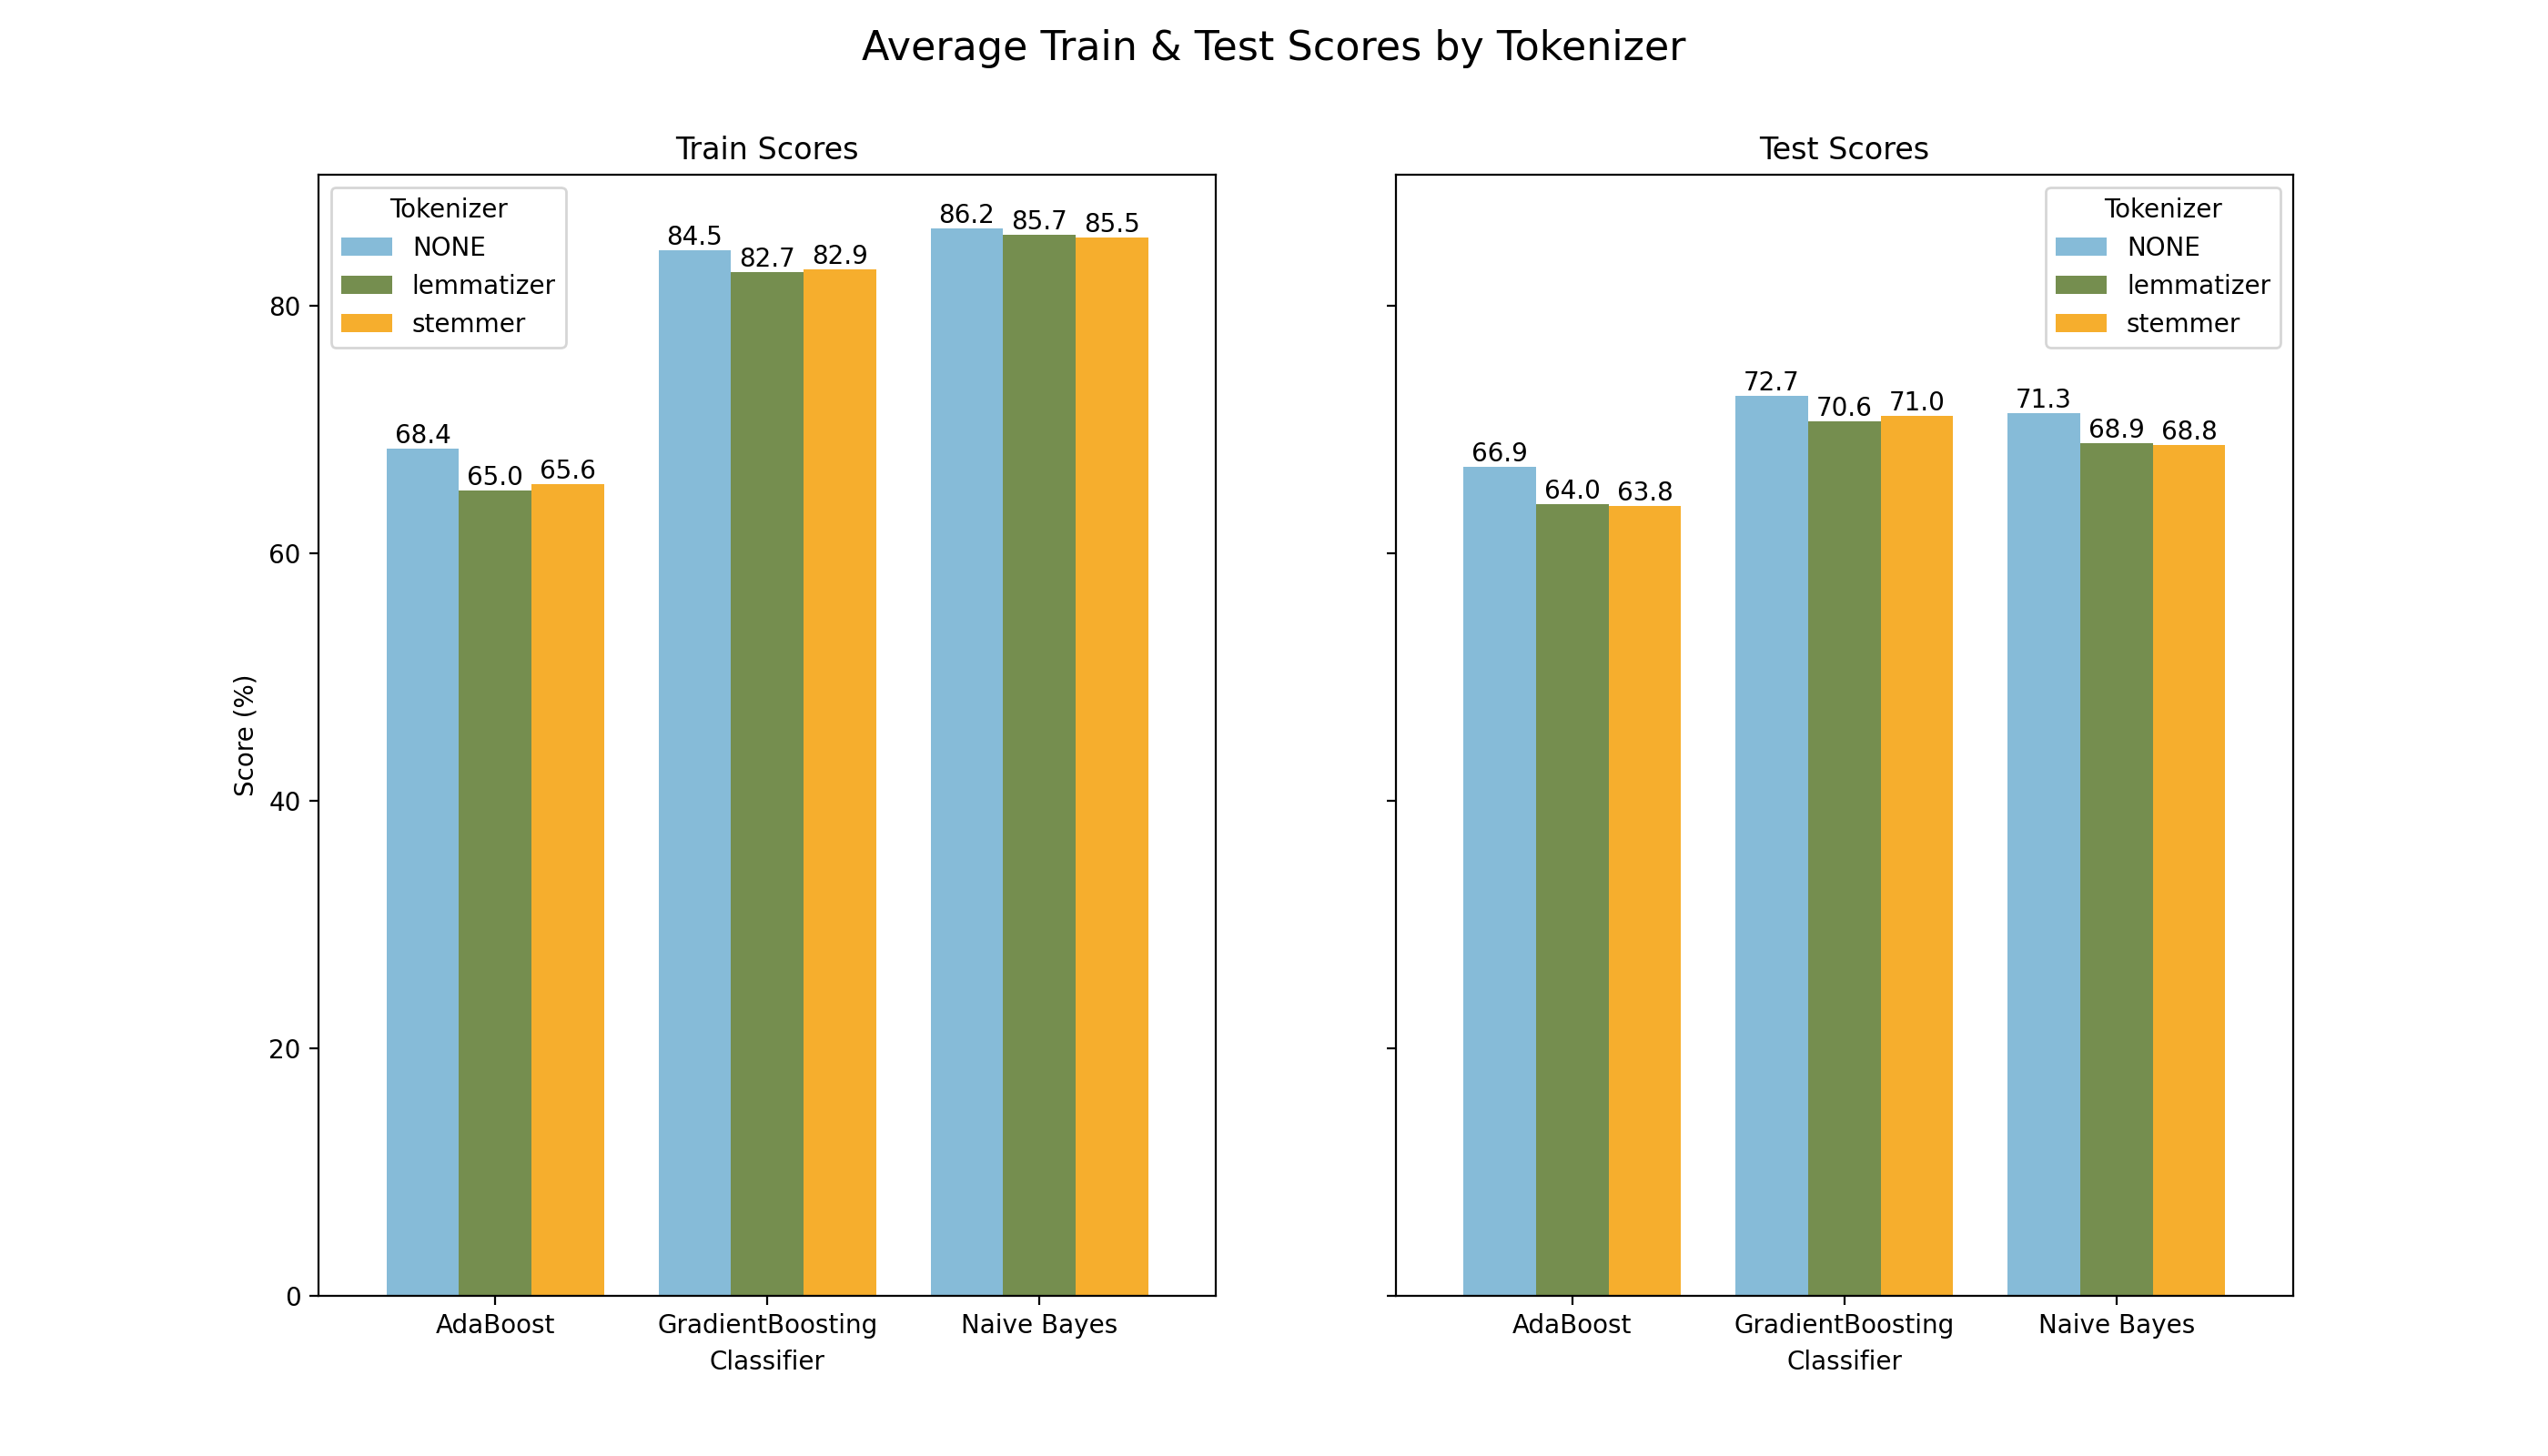 Average Train & Test Scores by Tokenizer
Train Scores
Tokenizer
NONE
lemmatizer
stemmer
68.4
65.0
65.6
84.5
82.7
82.9
86.2
85.7
85.5
80
60
40
20
0
Score (%)
AdaBoost
GradientBoosting
Naive Bayes
Classifier
Test Scores
Tokenizer
NONE
lemmatizer
stemmer
66.9
64.0
63.8
72.7
70.6
71.0
71.3
68.9
68.8
AdaBoost
GradientBoosting
Naive Bayes
Classifier